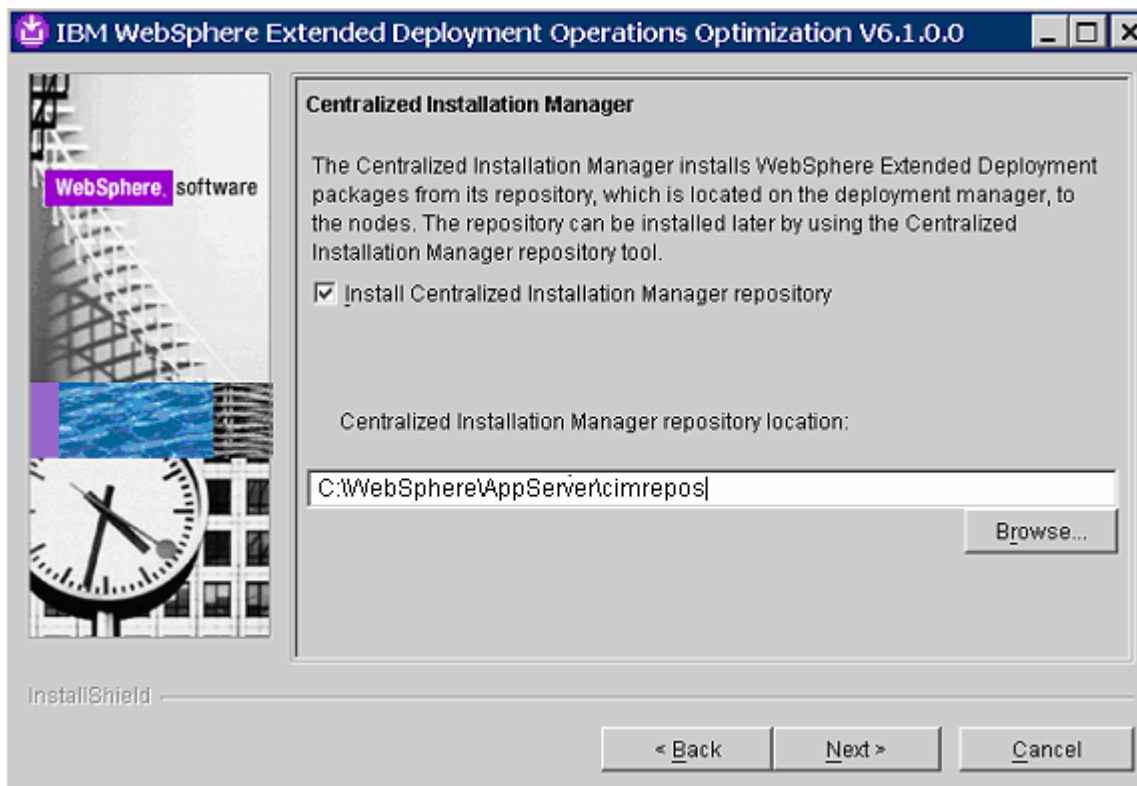 IBM WebSphere Extended Deployment Operations Optimization V6.1.0.0
WebSphere. software
Centralized Installation Manager
The Centralized Installation Manager installs WebSphere Extended Deployment
packages from its repository, which is located on the deployment manager, to
the nodes. The repository can be installed later by using the Centralized
Installation Manager repository tool.
Install Centralized Installation Manager repository
Centralized Installation Manager repository location:
C:\WebSphere\AppServer\cimrepos
Browse...
InstallShield
< Back
Next >
Cancel